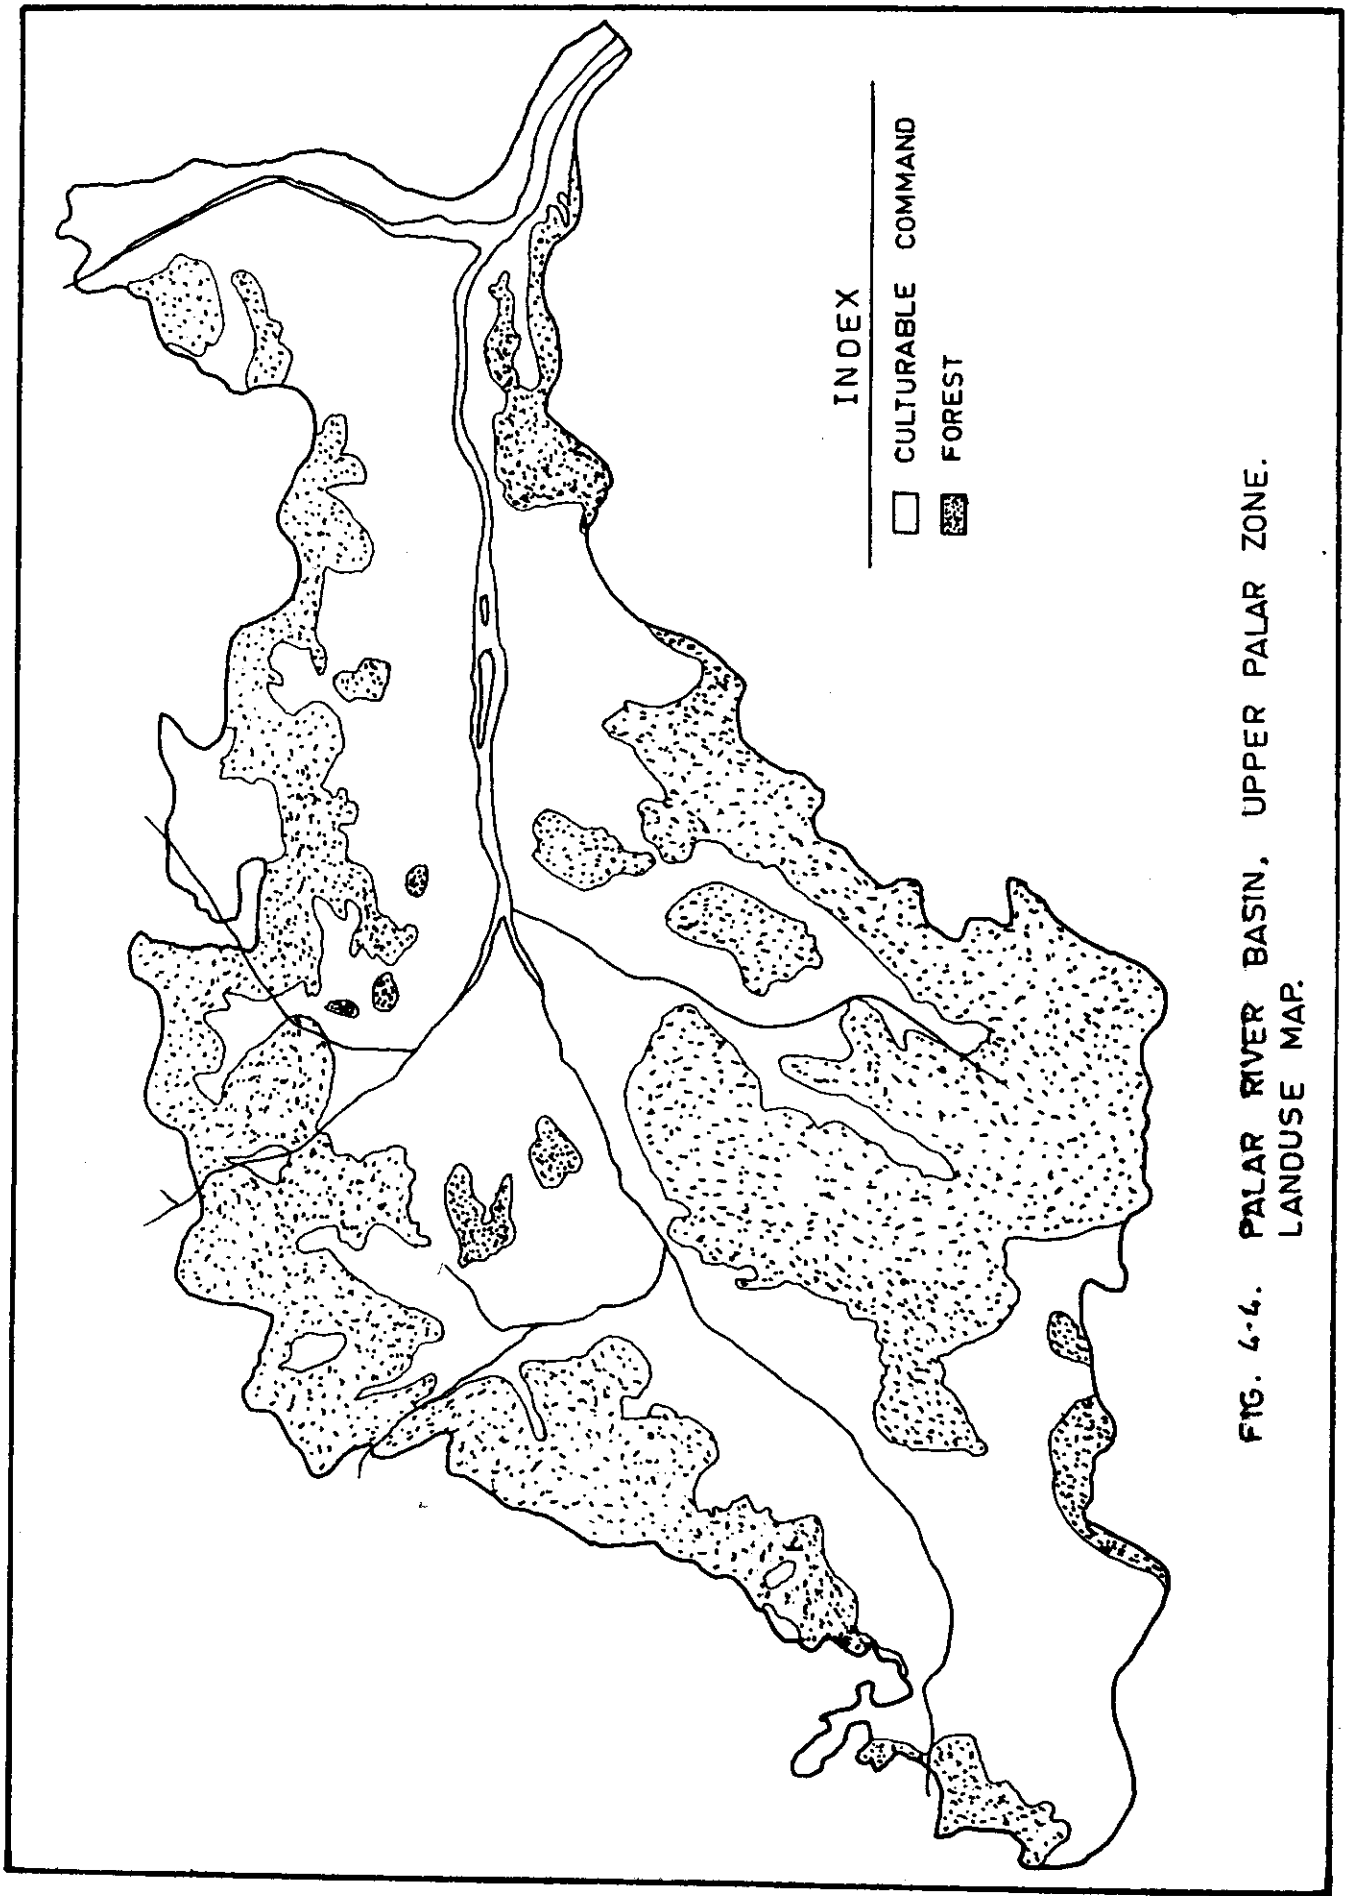 INDEX
CULTURABLE COMMAND
FOREST
FIG. 4-4. PALAR RIVER BASIN, UPPER PALAR ZONE.
LANDUSE MAP.